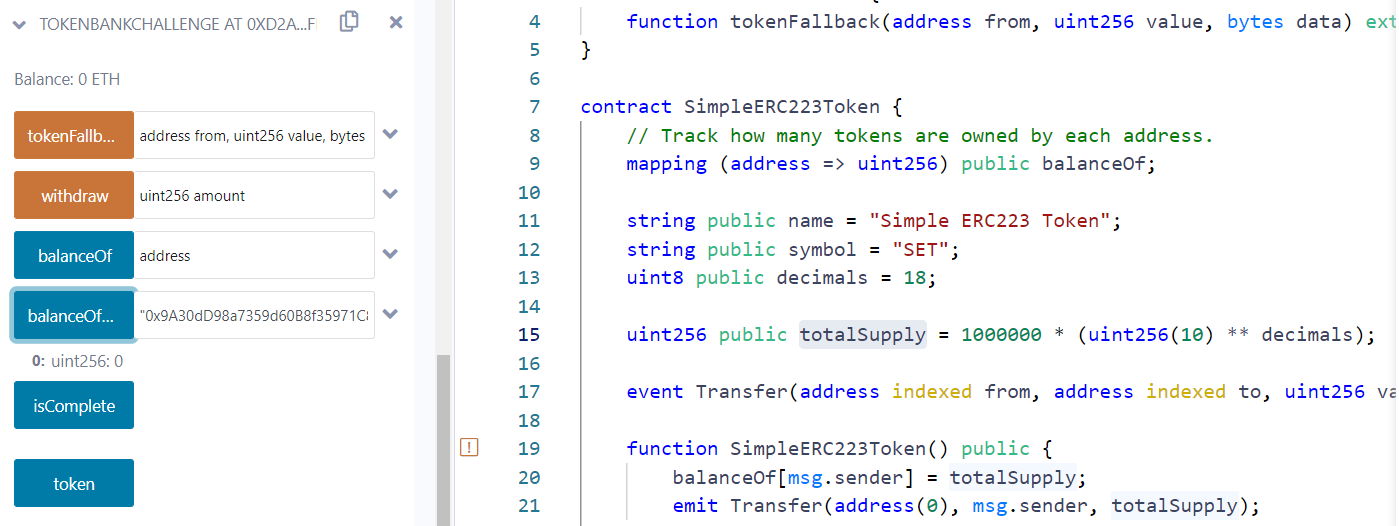 TOKENBANKCHALLENGE AT 0XD2A...F
Balance: 0 ETH
tokenFallb... address from, uint256 value, bytes
withdraw uint256 amount
balanceOf address
balanceOf... "0x9A30dD98a7359d60B8f35971C8
0: uint256: 0
isComplete
token
4 function tokenFallback(address from, uint256 value, bytes data) ext
5 }
6
7 contract SimpleERC223Token {
8 // Track how many tokens are owned by each address.
9 mapping (address => uint256) public balanceOf;
10
11 string public name = "Simple ERC223 Token";
12 string public symbol = "SET";
13 uint8 public decimals = 18;
14
15 uint256 public totalSupply = 1000000 * (uint256(10) ** decimals);
16
17 event Transfer(address indexed from, address indexed to, uint256 va
18
19 function SimpleERC223Token() public {
20 balanceOf[msg.sender] = totalSupply;
21 emit Transfer(address(0), msg.sender, totalSupply);